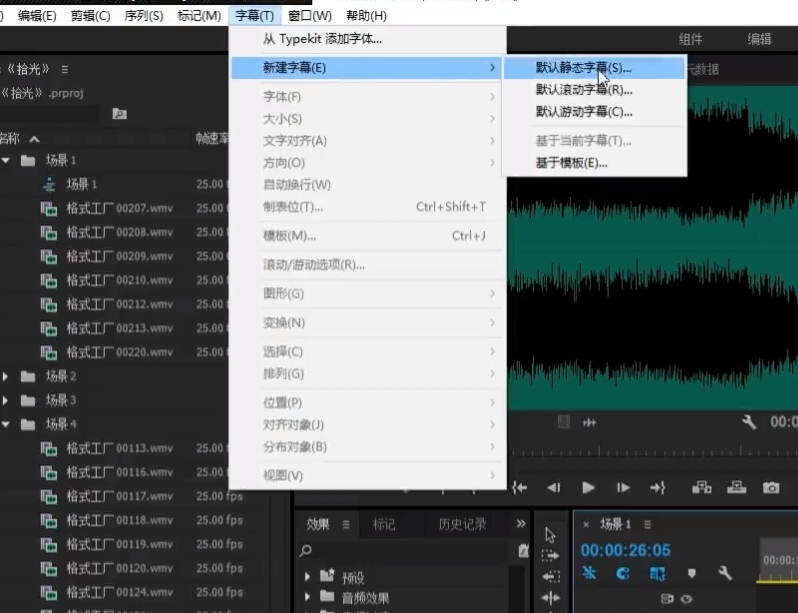 ) 编辑(E) 剪辑(C) 序列(S) 标记(M) 字幕(T) 窗口(W) 帮助(H)
从 Typekit 添加字体...
组件 编辑
新建字幕(E)
默认静态字幕(S)...
元数据
《拾光》
默认滚动字幕(R)...
《拾光》.prproj
字体(F)
大小(S)
默认游动字幕(C)...
名称 帧速率
文字对齐(A)
基于当前字幕(T)...
场景 1
方向(O)
基于模板(E)...
场景 1 25.00 f
自动换行(W)
格式工厂 00207.wmv 25.00 f
制表位(T)... Ctrl+Shift+T
格式工厂 00208.wmv 25.00 f
模板(M)... Ctrl+J
格式工厂 00209.wmv 25.00 f
滚动/游动选项(R)...
格式工厂 00210.wmv 25.00 f
图形(G)
格式工厂 00212.wmv 25.00 f
变换(N)
格式工厂 00213.wmv 25.00 f
选择(C)
格式工厂 00220.wmv 25.00 f
排列(G)
场景 2
场景 3
位置(P)
场景 4
对齐对象(J)
00:0
格式工厂 00113.wmv 25.00 f
分布对象(B)
格式工厂 00116.wmv 25.00 f
视图(V)
格式工厂 00117.wmv 25.00 fps
格式工厂 00118.wmv 25.00 fps
效果 标记 历史记录 »
× 场景 1
格式工厂 00119.wmv 25.00 fps
00:00:26:05
格式工厂 00120.wmv 25.00 fps
00:00:
预设
格式工厂 00124.wmv 25.00 fps
音频效果